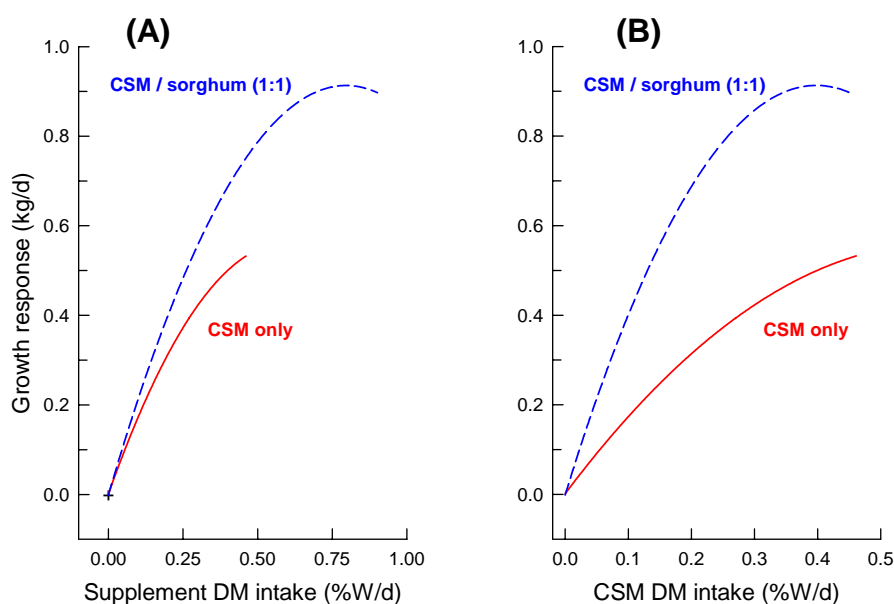 (A)
(B)
1.0
0.8
0.6
0.4
0.2
0.0
Growth response (kg/d)
CSM / sorghum (1:1)
CSM only
0.00 0.25 0.50 0.75 1.00
Supplement DM intake (%W/d)
1.0
0.8
0.6
0.4
0.2
0.0
CSM / sorghum (1:1)
CSM only
0.0 0.1 0.2 0.3 0.4 0.5
CSM DM intake (%W/d)